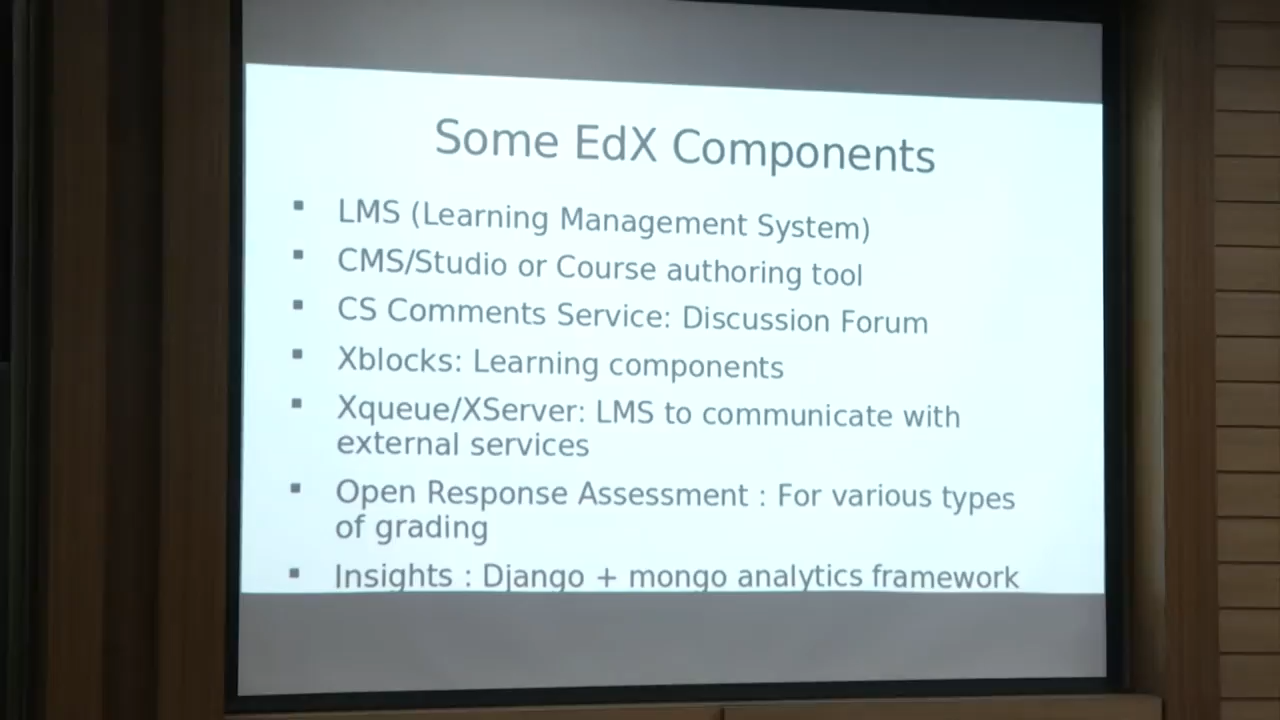 Some EdX Components
▪ LMS (Learning Management System)
▪ CMS/Studio or Course authoring tool
▪ CS Comments Service: Discussion Forum
▪ Xblocks: Learning components
▪ Xqueue/XServer: LMS to communicate with
external services
▪ Open Response Assessment : For various types
of grading
▪ Insights : Django + mongo analytics framework